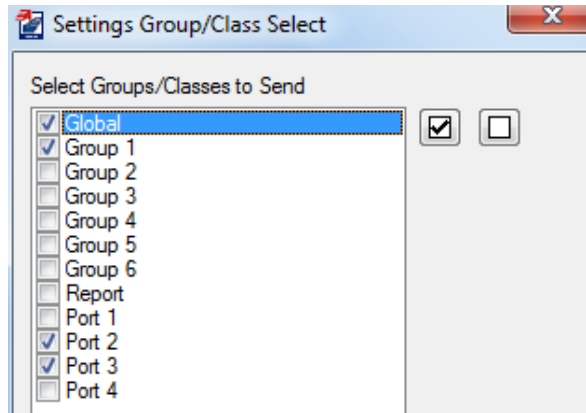 Settings Group/Class Select
Select Groups/Classes to Send
Global
Group 1
Group 2
Group 3
Group 4
Group 5
Group 6
Report
Port 1
Port 2
Port 3
Port 4